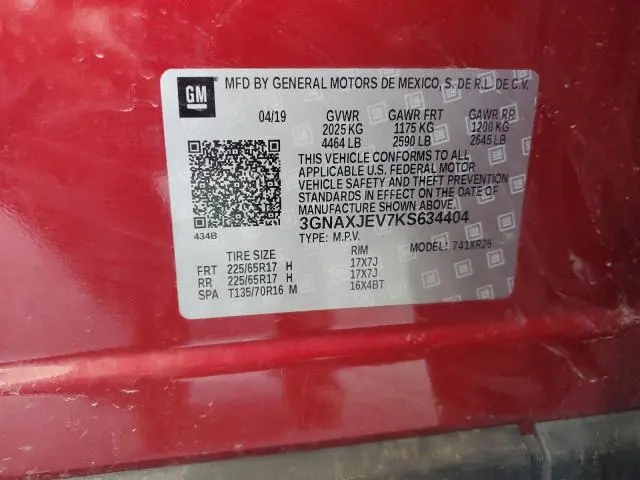 GM
MFD BY GENERAL MOTORS DE MEXICO, S. DE R.L. DE C.V.
04/19 GVWR GAWR FRT GAWR RR
2025 KG 1175 KG 1200 KG
4464 LB 2590 LB 2645 LB
THIS VEHICLE CONFORMS TO ALL
APPLICABLE U.S. FEDERAL MOTOR
VEHICLE SAFETY AND THEFT PREVENTION
STANDARDS IN EFFECT ON THE DATE OF
MANUFACTURE SHOWN ABOVE.
3GNAXJEV7KS634404
434B TYPE: M.P.V. MODEL: 741XR26
TIRE SIZE RIM
FRT 225/65R17 H 17X7J
RR 225/65R17 H 17X7J
SPA T135/70R16 M 16X4BT